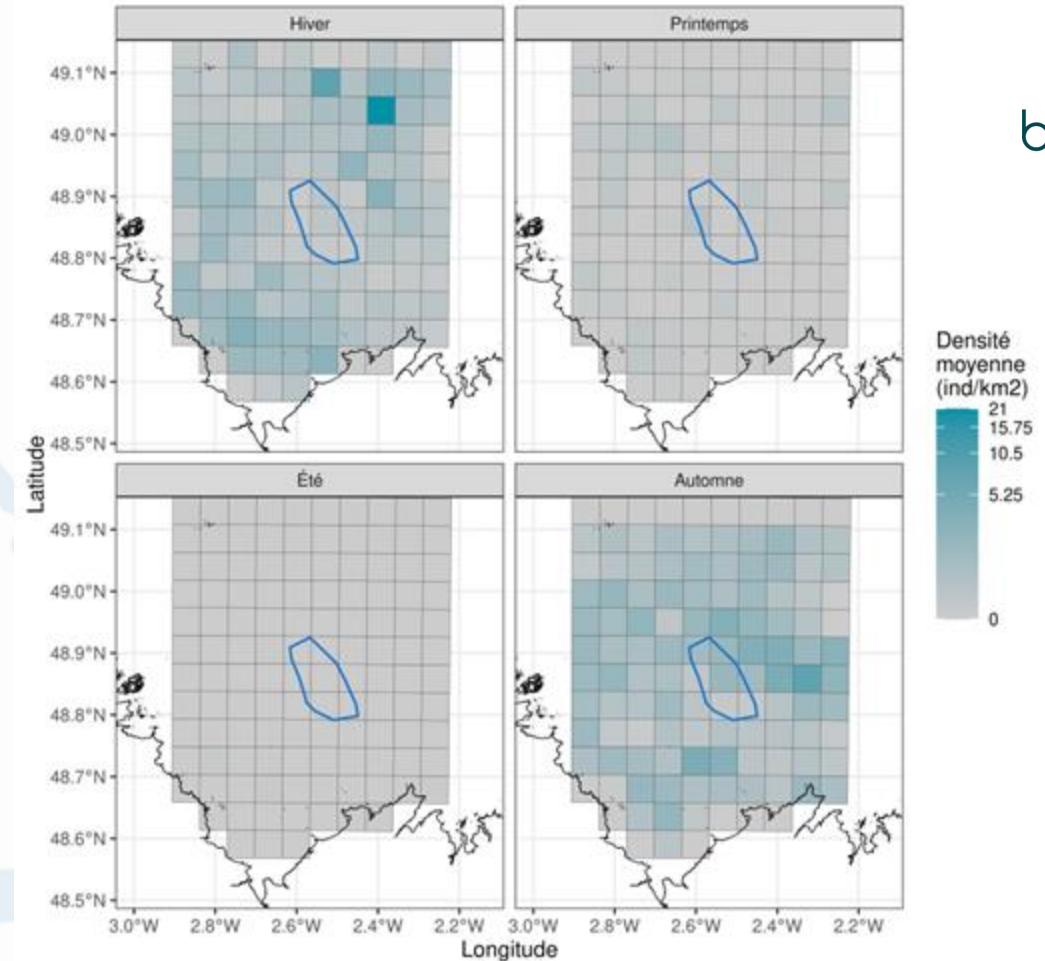 Hiver
Printemps
49.1°N
49.0°N
48.9°N
48.8°N
48.7°N
48.6°N
48.5°N
b
Été
Automne
49.1°N
49.0°N
48.9°N
48.8°N
48.7°N
48.6°N
48.5°N
Latitude
3.0°W 2.8°W 2.6°W 2.4°W 2.2°W
3.0°W 2.8°W 2.6°W 2.4°W 2.2°W
Longitude
Densité
moyenne
(ind/km2)
21
15.75
10.5
5.25
0